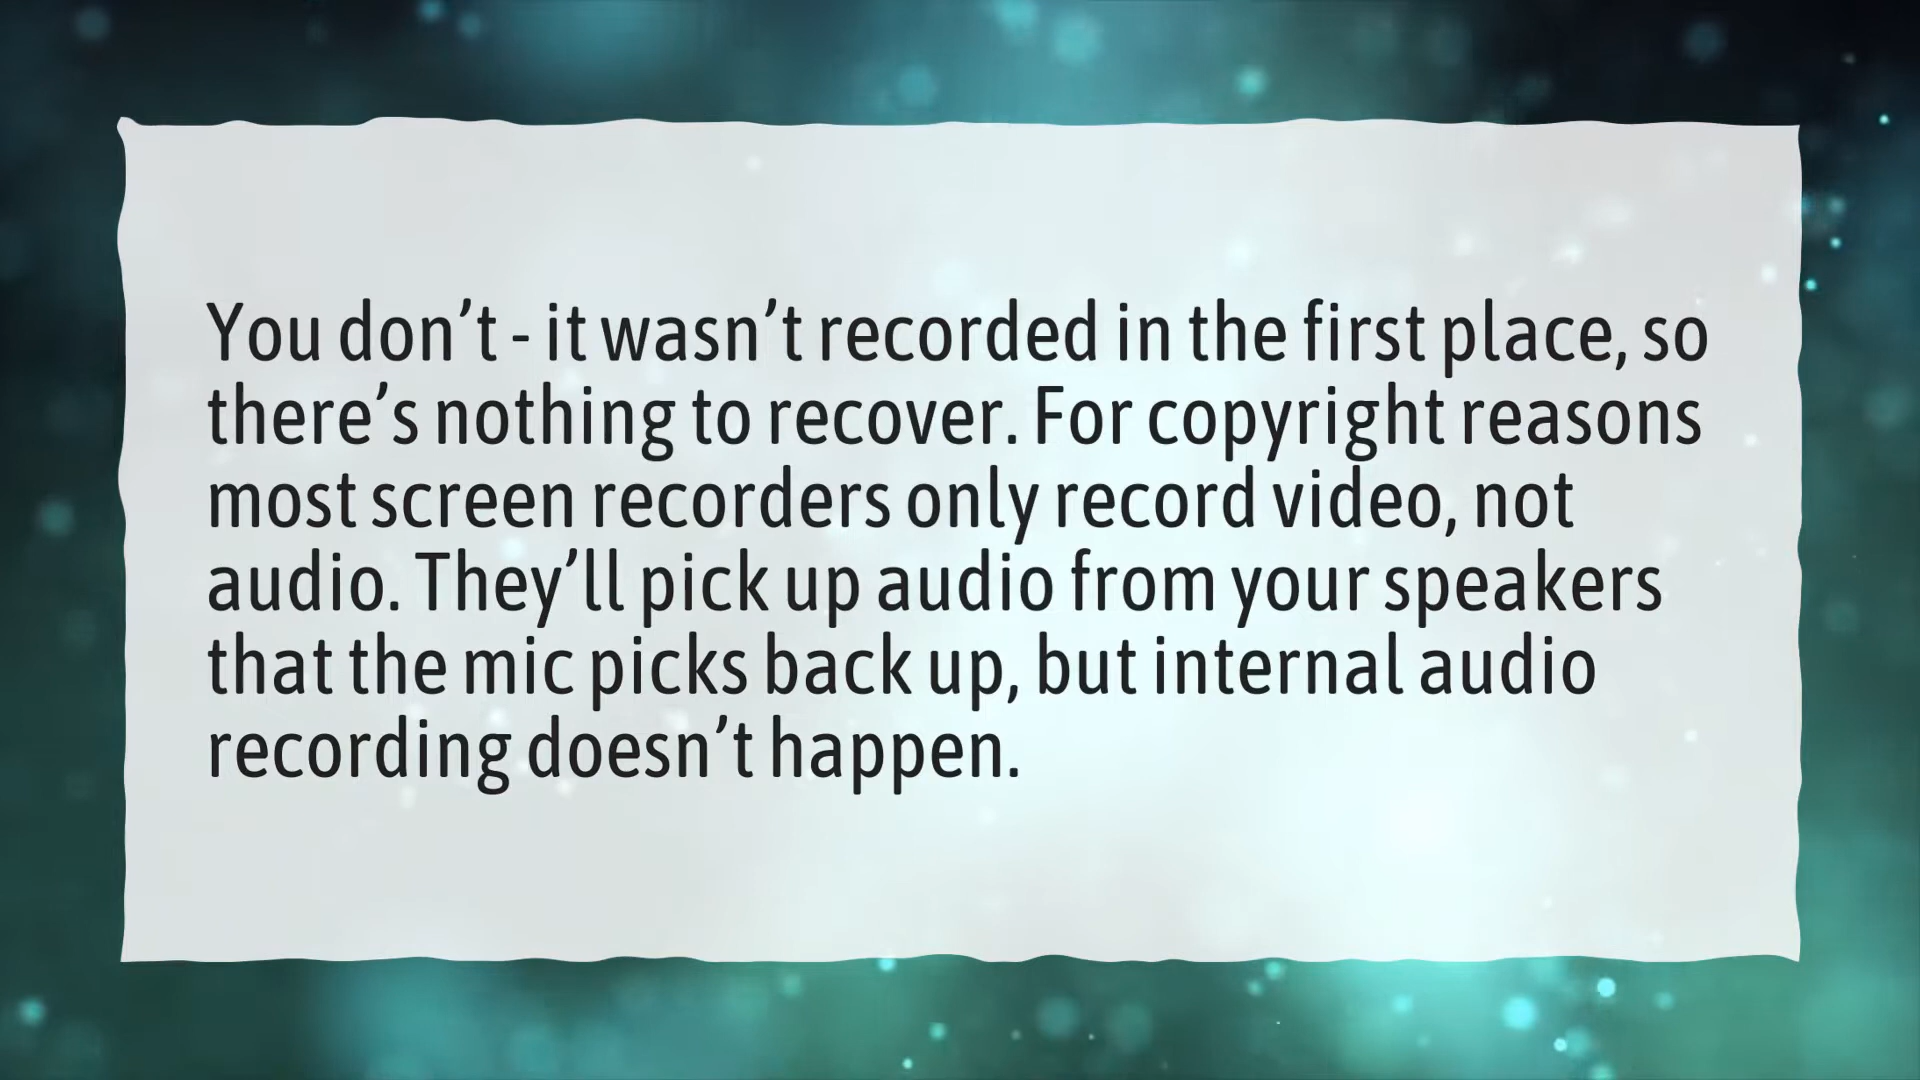 You don’t - it wasn’t recorded in the first place, so
there’s nothing to recover. For copyright reasons
most screen recorders only record video, not
audio. They’ll pick up audio from your speakers
that the mic picks back up, but internal audio
recording doesn’t happen.